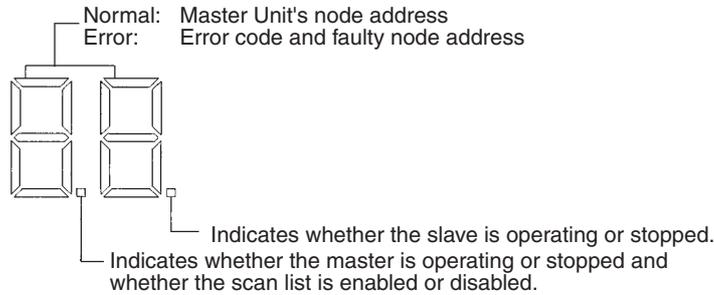 Normal: Master Unit's node address
Error: Error code and faulty node address
Indicates whether the slave is operating or stopped.
Indicates whether the master is operating or stopped and
whether the scan list is enabled or disabled.